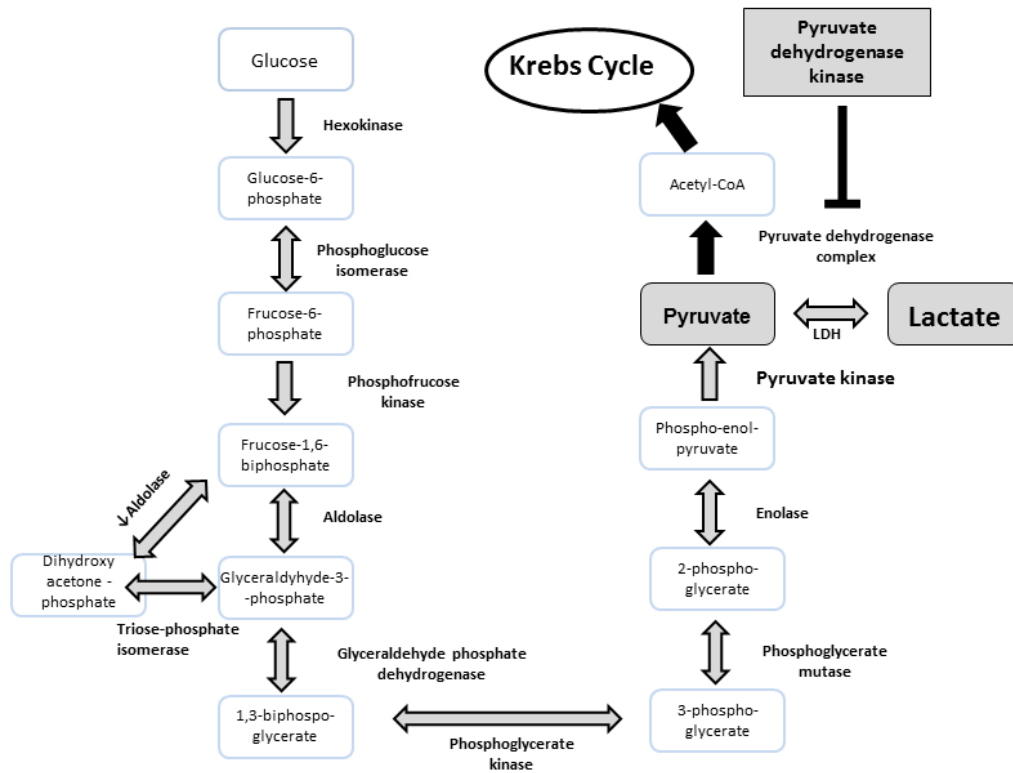 Glucose
Hexokinase
Glucose-6-
phosphate
Phosphoglucose
isomerase
Frucose-6-
phosphate
Phosphofrucose
kinase
Frucose-1,6-
biphosphate
↓Aldolase
Aldolase
Dihydroxy
acetone -
phosphate
Glyceraldyhyde-3-
-phosphate
Triose-phosphate
isomerase
Glyceraldehyde phosphate
dehydrogenase
1,3-biphospo-
glycerate
Phosphoglycerate
kinase
3-phospho-
glycerate
Phosphoglycerate
mutase
2-phospho-
glycerate
Enolase
Phospho-enol-
pyruvate
Pyruvate kinase
Pyruvate
LDH
Lactate
Pyruvate dehydrogenase
complex
Acetyl-CoA
Krebs Cycle
Pyruvate
dehydrogenase
kinase